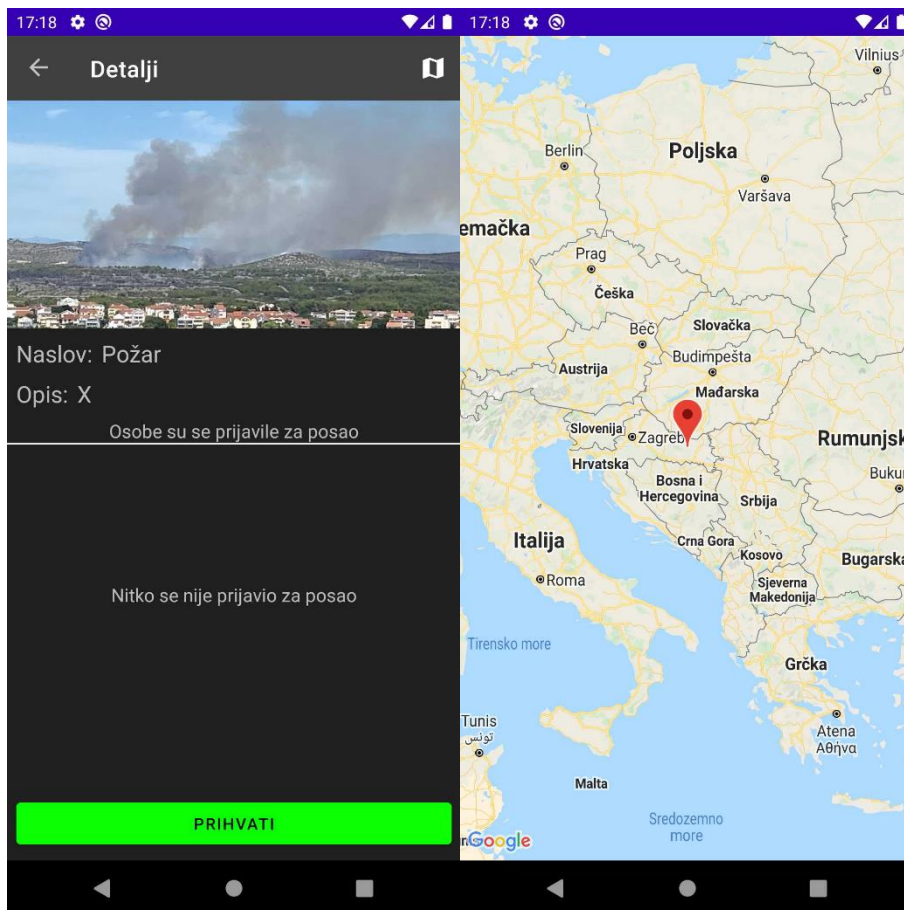 17:18
Detalji
Naslov: Požar
Opis: X
Osobe su se prijavile za posao
Nitko se nije prijavio za posao
PRIHVATI
17:18
Vilnius
Berlin
Poljska
Varšava
emačka
Prag
Češka
Beč
Slovačka
Budimpešta
Austrija
Mađarska
Slovenija
Zagreb
Rumunjsk
Hrvatska
Bukur
Bosna i
Hercegovina
Srbija
Italija
Crna Gora
Kosovo
Bugarska
Roma
Sjeverna
Makedonija
Tirensko more
Grčka
Tunis
تونس
Atena
Αθήνα
Malta
Sredozemno
more
Google